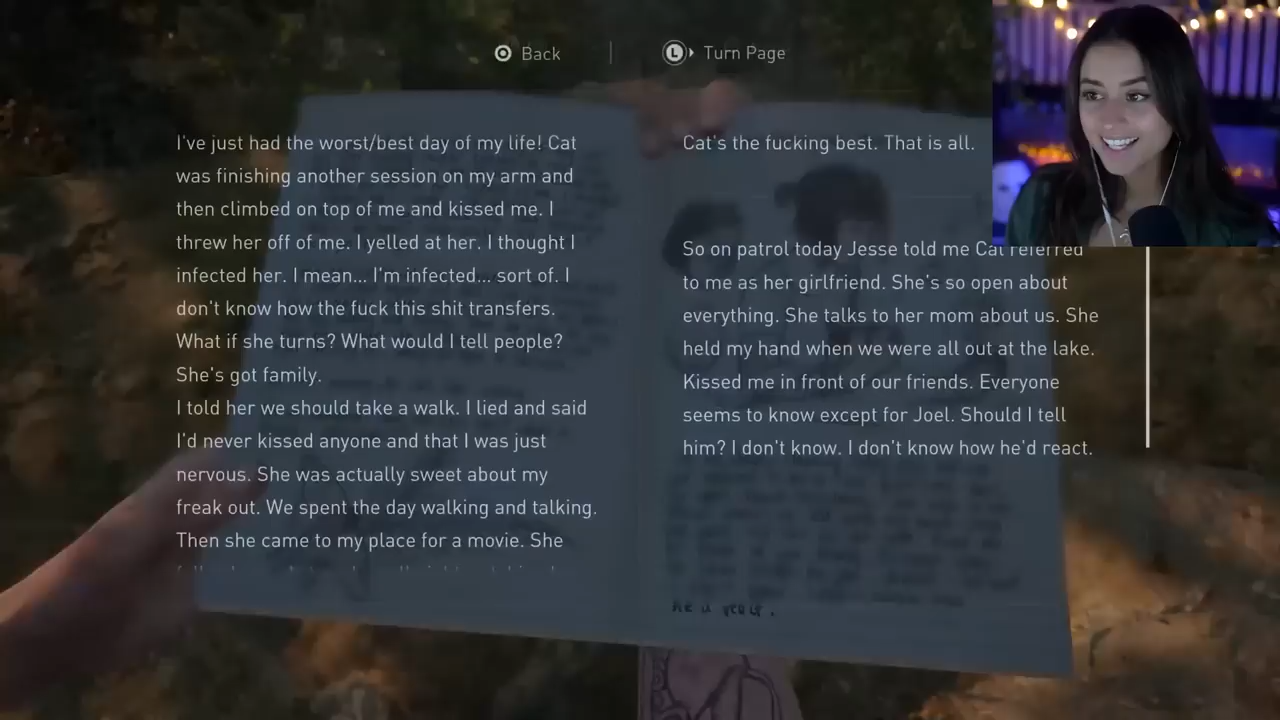 Back
L Turn Page
I've just had the worst/best day of my life! Cat
was finishing another session on my arm and
then climbed on top of me and kissed me. I
threw her off of me. I yelled at her. I thought I
infected her. I mean... I'm infected... sort of. I
don't know how the fuck this shit transfers.
What if she turns? What would I tell people?
She's got family.
I told her we should take a walk. I lied and said
I'd never kissed anyone and that I was just
nervous. She was actually sweet about my
freak out. We spent the day walking and talking.
Then she came to my place for a movie. She
Cat's the fucking best. That is all.
So on patrol today Jesse told me Cat referred
to me as her girlfriend. She's so open about
everything. She talks to her mom about us. She
held my hand when we were all out at the lake.
Kissed me in front of our friends. Everyone
seems to know except for Joel. Should I tell
him? I don't know. I don't know how he'd react.